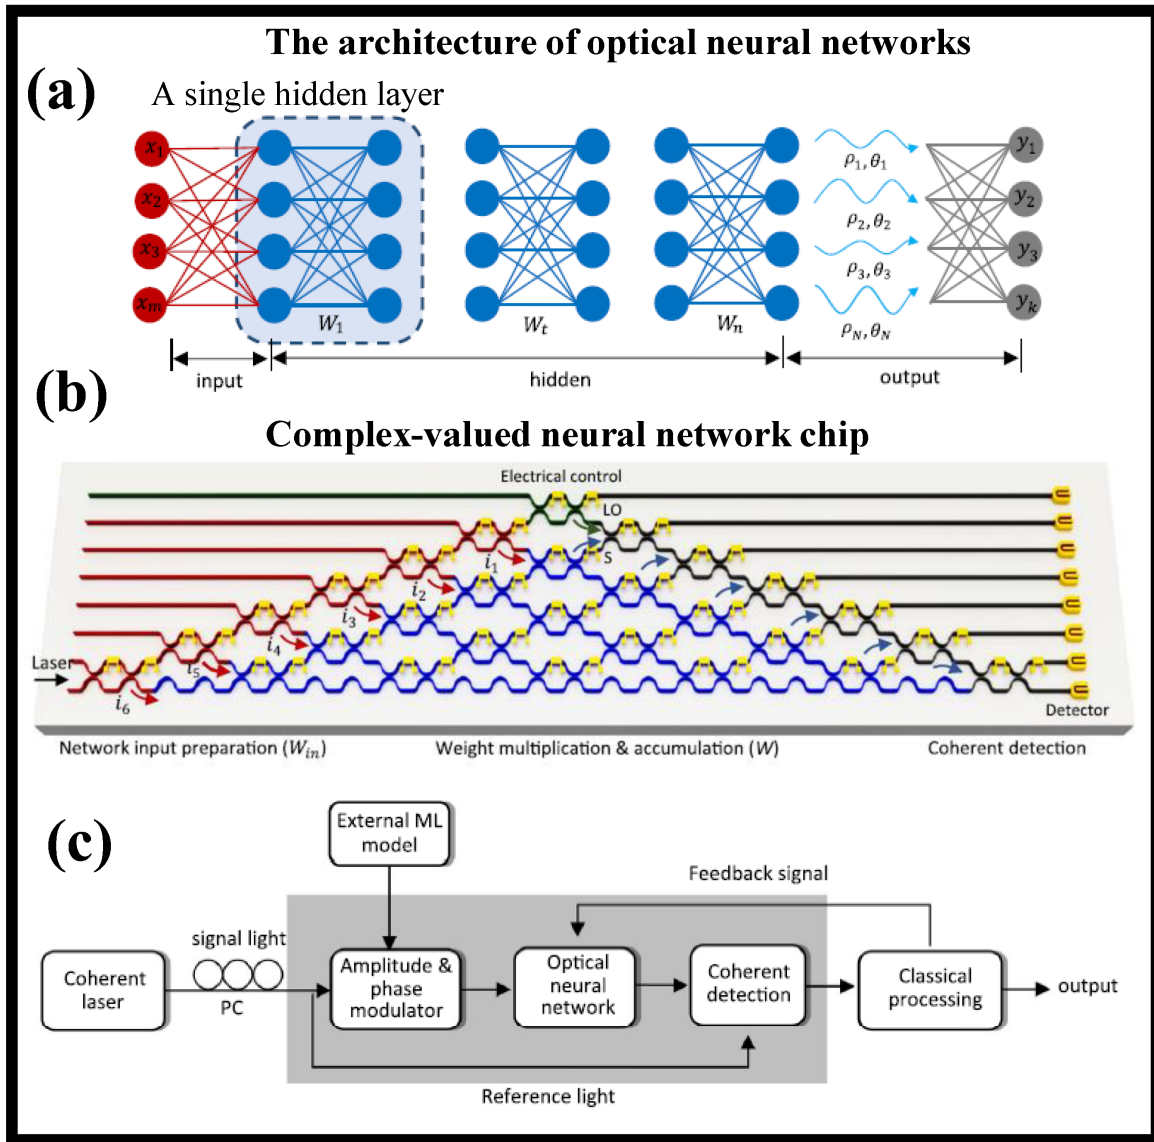 The architecture of optical neural networks
(a)
A single hidden layer
x₁
x₂
x₃
xₘ
W₁
Wₜ
Wₙ
ρ₁,θ₁
ρ₂,θ₂
ρ₃,θ₃
ρ_N,θ_N
y₁
y₂
y₃
yₖ
input
hidden
output
(b)
Complex-valued neural network chip
Electrical control
LO
S
i₁
i₂
i₃
i₄
i₅
i₆
Laser
Detector
Network input preparation (Wᵢₙ)
Weight multiplication & accumulation (W)
Coherent detection
(c)
External ML
model
Feedback signal
signal light
PC
Coherent
laser
Amplitude &
phase
modulator
Optical
neural
network
Coherent
detection
Classical
processing
output
Reference light